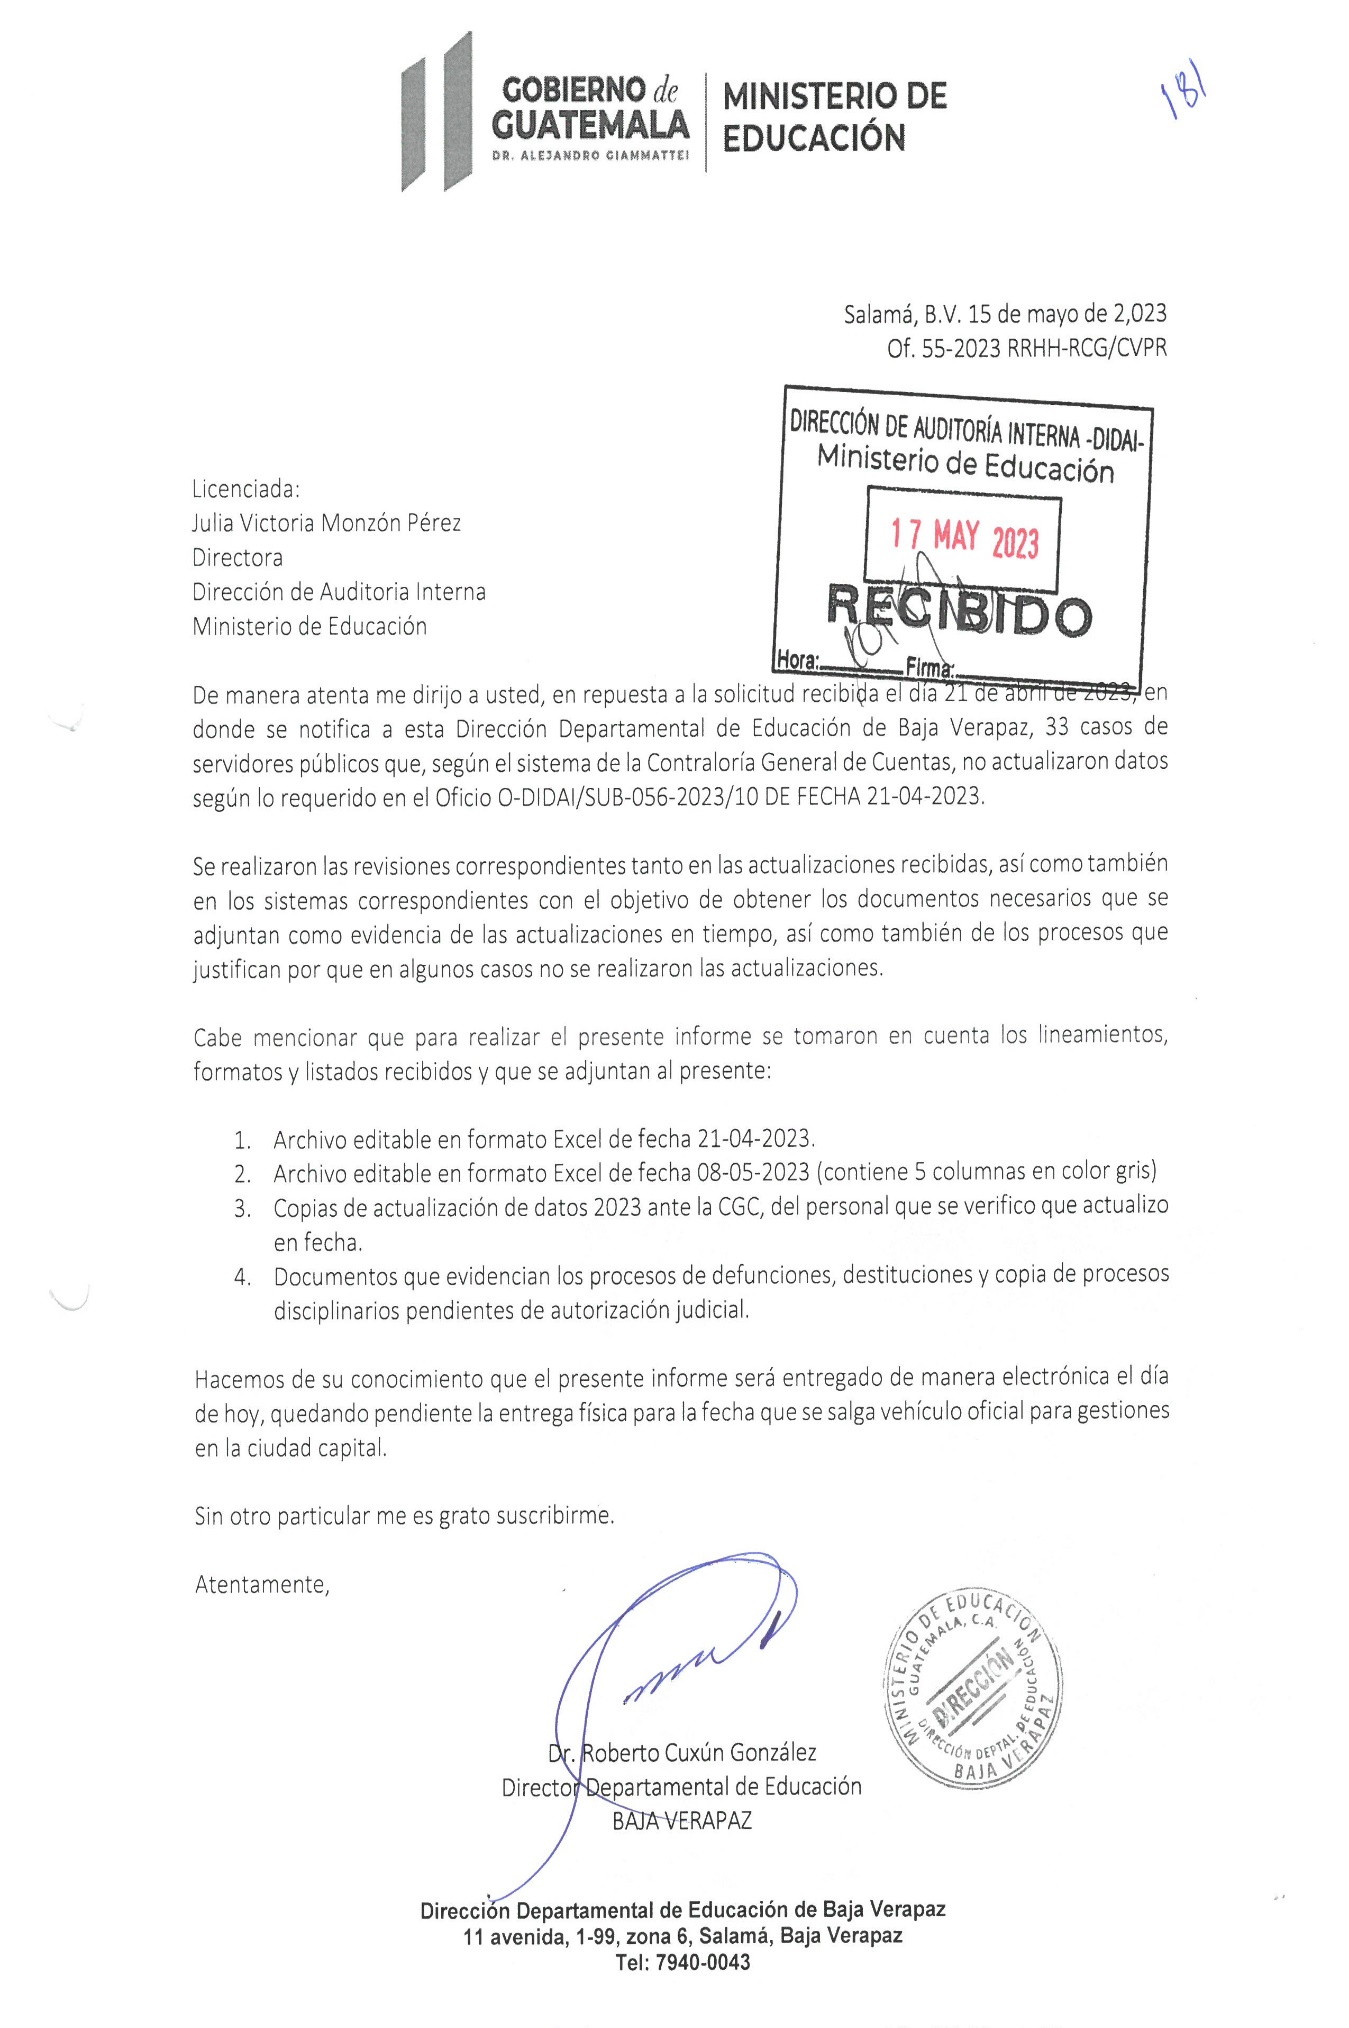 GOBIERNO de
GUATEMALA
DR. ALEJANDRO GIAMMATTEI
MINISTERIO DE
EDUCACIÓN
181
Salamá, B.V. 15 de mayo de 2,023
Of. 55-2023 RRHH-RCG/CVPR
DIRECCIÓN DE AUDITORÍA INTERNA -DIDAI-
Ministerio de Educación
17 MAY 2023
RECIBIDO
Hora: Firma:
Licenciada:
Julia Victoria Monzón Pérez
Directora
Dirección de Auditoria Interna
Ministerio de Educación
De manera atenta me dirijo a usted, en repuesta a la solicitud recibida el día 21 de abril de 2023, en
donde se notifica a esta Dirección Departamental de Educación de Baja Verapaz, 33 casos de
servidores públicos que, según el sistema de la Contraloría General de Cuentas, no actualizaron datos
según lo requerido en el Oficio O-DIDAI/SUB-056-2023/10 DE FECHA 21-04-2023.
Se realizaron las revisiones correspondientes tanto en las actualizaciones recibidas, así como también
en los sistemas correspondientes con el objetivo de obtener los documentos necesarios que se
adjuntan como evidencia de las actualizaciones en tiempo, así como también de los procesos que
justifican por que en algunos casos no se realizaron las actualizaciones.
Cabe mencionar que para realizar el presente informe se tomaron en cuenta los lineamientos,
formatos y listados recibidos y que se adjuntan al presente:
1. Archivo editable en formato Excel de fecha 21-04-2023.
2. Archivo editable en formato Excel de fecha 08-05-2023 (contiene 5 columnas en color gris)
3. Copias de actualización de datos 2023 ante la CGC, del personal que se verifico que actualizo
en fecha.
4. Documentos que evidencian los procesos de defunciones, destituciones y copia de procesos
disciplinarios pendientes de autorización judicial.
Hacemos de su conocimiento que el presente informe será entregado de manera electrónica el día
de hoy, quedando pendiente la entrega física para la fecha que se salga vehículo oficial para gestiones
en la ciudad capital.
Sin otro particular me es grato suscribirme.
Atentamente,
MINISTERIO DE EDUCACIÓN
GUATEMALA, C.A.
DIRECCIÓN
DIRECCIÓN DEPTAL. DE EDUCACIÓN
BAJA VERAPAZ
Dr. Roberto Cuxún González
Director Departamental de Educación
BAJA VERAPAZ
Dirección Departamental de Educación de Baja Verapaz
11 avenida, 1-99, zona 6, Salamá, Baja Verapaz
Tel: 7940-0043